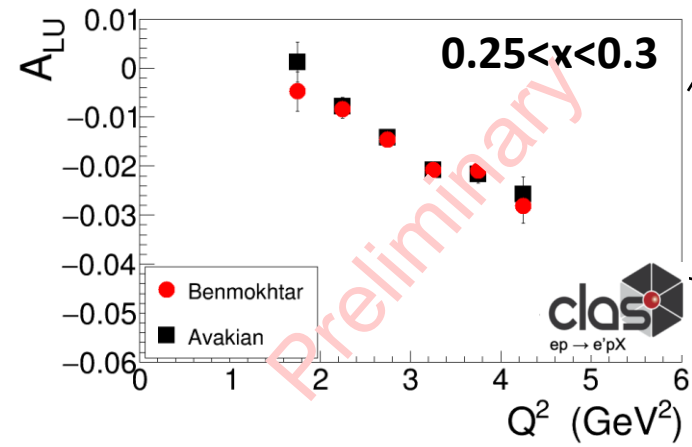 0.01
A_LU
0.25<x<0.3
0
−0.01
−0.02
−0.03
−0.04
−0.05
−0.06
Preliminary
Benmokhtar
Avakian
clas
ep → e'pX
0 1 2 3 4 5 6
Q² (GeV²)